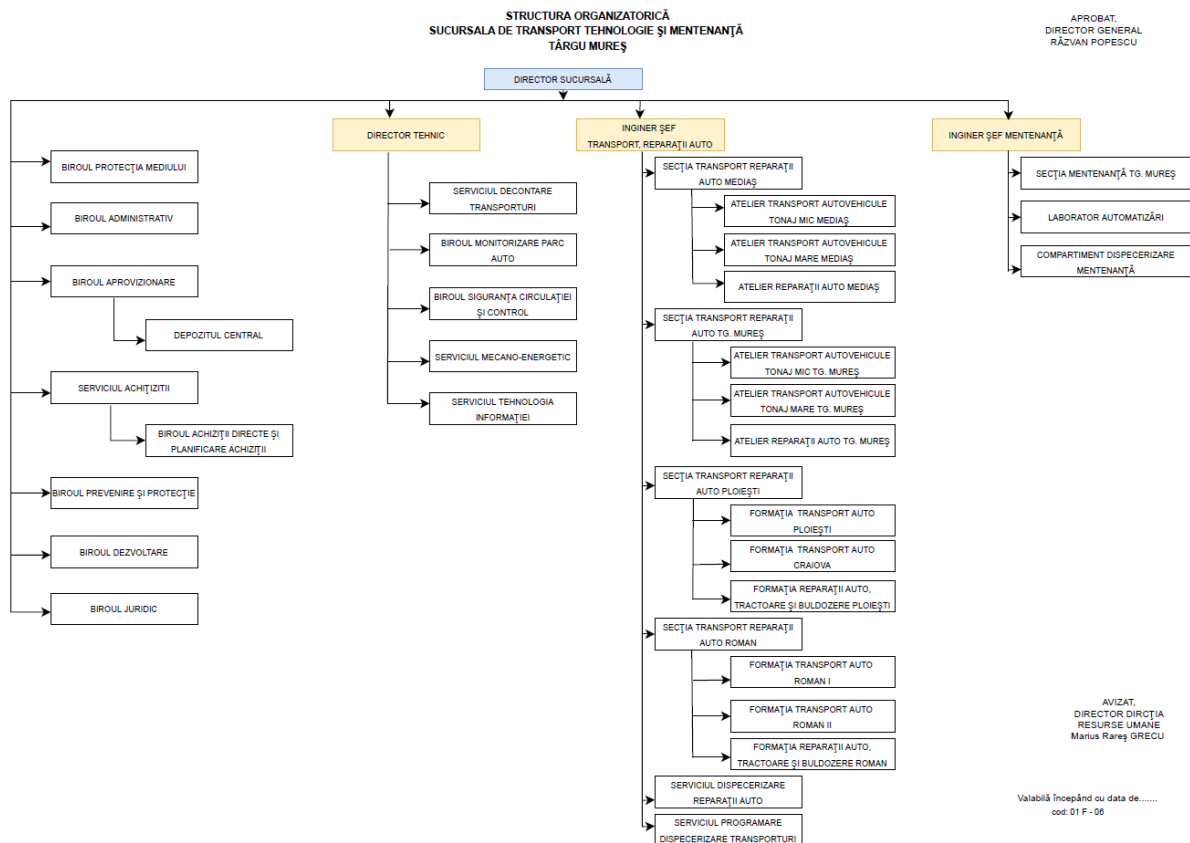 STRUCTURA ORGANIZATORICĂ
SUCURSALA DE TRANSPORT TEHNOLOGIE ŞI MENTENANŢĂ
TÂRGU MUREŞ
APROBAT,
DIRECTOR GENERAL
RĂZVAN POPESCU
DIRECTOR SUCURSALĂ
BIROUL PROTECŢIA MEDIULUI
BIROUL ADMINISTRATIV
BIROUL APROVIZIONARE
DEPOZITUL CENTRAL
SERVICIUL ACHIŢIZITII
BIROUL ACHIZIŢII DIRECTE ŞI
PLANIFICARE ACHIZIŢII
BIROUL PREVENIRE ŞI PROTECŢIE
BIROUL DEZVOLTARE
BIROUL JURIDIC
DIRECTOR TEHNIC
SERVICIUL DECONTARE
TRANSPORTURI
BIROUL MONITORIZARE PARC
AUTO
BIROUL SIGURANŢA CIRCULAŢIEI
ŞI CONTROL
SERVICIUL MECANO-ENERGETIC
SERVICIUL TEHNOLOGIA
INFORMAŢIEI
INGINER ŞEF
TRANSPORT, REPARAŢII AUTO
SECŢIA TRANSPORT REPARAŢII
AUTO MEDIAŞ
ATELIER TRANSPORT AUTOVEHICULE
TONAJ MIC MEDIAŞ
ATELIER TRANSPORT AUTOVEHICULE
TONAJ MARE MEDIAŞ
ATELIER REPARAŢII AUTO MEDIAŞ
SECŢIA TRANSPORT REPARAŢII
AUTO TG. MUREŞ
ATELIER TRANSPORT AUTOVEHICULE
TONAJ MIC TG. MUREŞ
ATELIER TRANSPORT AUTOVEHICULE
TONAJ MARE TG. MUREŞ
ATELIER REPARAŢII AUTO TG. MUREŞ
SECŢIA TRANSPORT REPARAŢII
AUTO PLOIEŞTI
FORMAŢIA TRANSPORT AUTO
PLOIEŞTI
FORMAŢIA TRANSPORT AUTO
CRAIOVA
FORMAŢIA REPARAŢII AUTO,
TRACTOARE ŞI BULDOZERE PLOIEŞTI
SECŢIA TRANSPORT REPARAŢII
AUTO ROMAN
FORMAŢIA TRANSPORT AUTO
ROMAN I
FORMAŢIA TRANSPORT AUTO
ROMAN II
FORMAŢIA REPARAŢII AUTO,
TRACTOARE ŞI BULDOZERE ROMAN
SERVICIUL DISPECERIZARE
REPARAŢII AUTO
SERVICIUL PROGRAMARE
DISPECERIZARE TRANSPORTURI
INGINER ŞEF MENTENANŢĂ
SECŢIA MENTENANŢĂ TG. MUREŞ
LABORATOR AUTOMATIZĂRI
COMPARTIMENT DISPECERIZARE
MENTENANŢĂ
AVIZAT,
DIRECTOR DIRCŢIA
RESURSE UMANE
Marius Rareş GRECU
Valabilă începând cu data de.......
cod: 01 F - 06